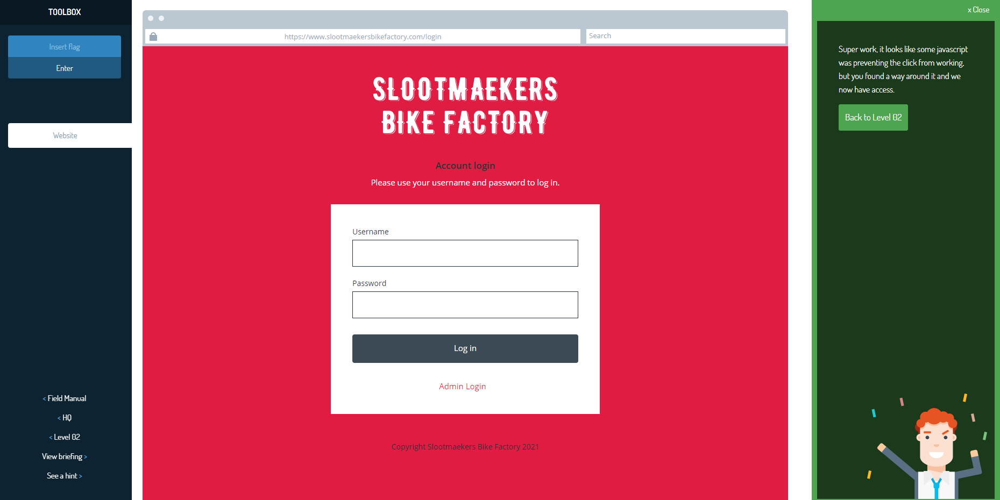 TOOLBOX
Insert flag
Enter
Website
< Field Manual
< HQ
< Level 02
View briefing >
See a hint >
https://www.slootmaekersbikefactory.com/login
Search
SLOOTMAEKERS
BIKE FACTORY
Account login
Please use your username and password to log in.
Username
Password
Log in
Admin Login
Copyright Slootmaekers Bike Factory 2021
x Close
Super work, it looks like some javascript
was preventing the click from working,
but you found a way around it and we
now have access.
Back to Level 02